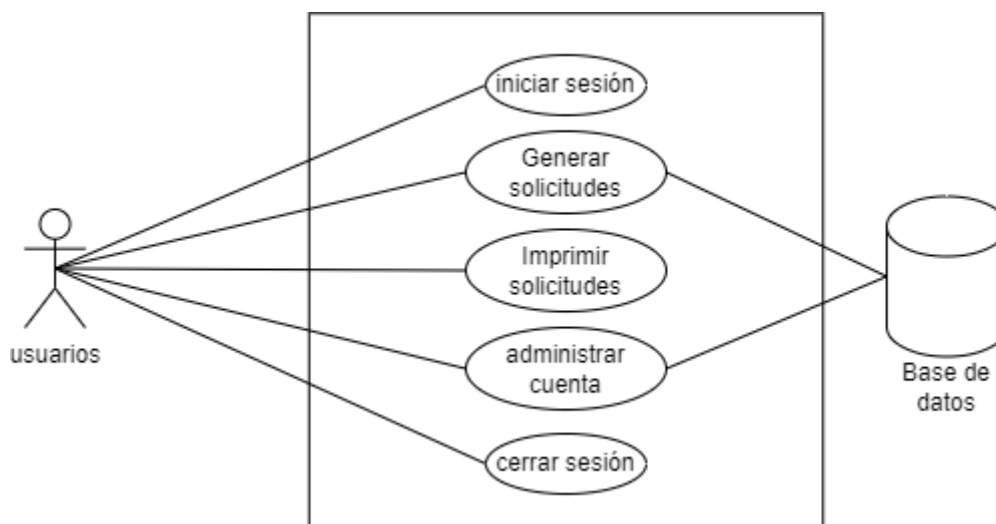 iniciar sesión
Generar
solicitudes
Imprimir
solicitudes
administrar
cuenta
cerrar sesión
usuarios
Base de
datos